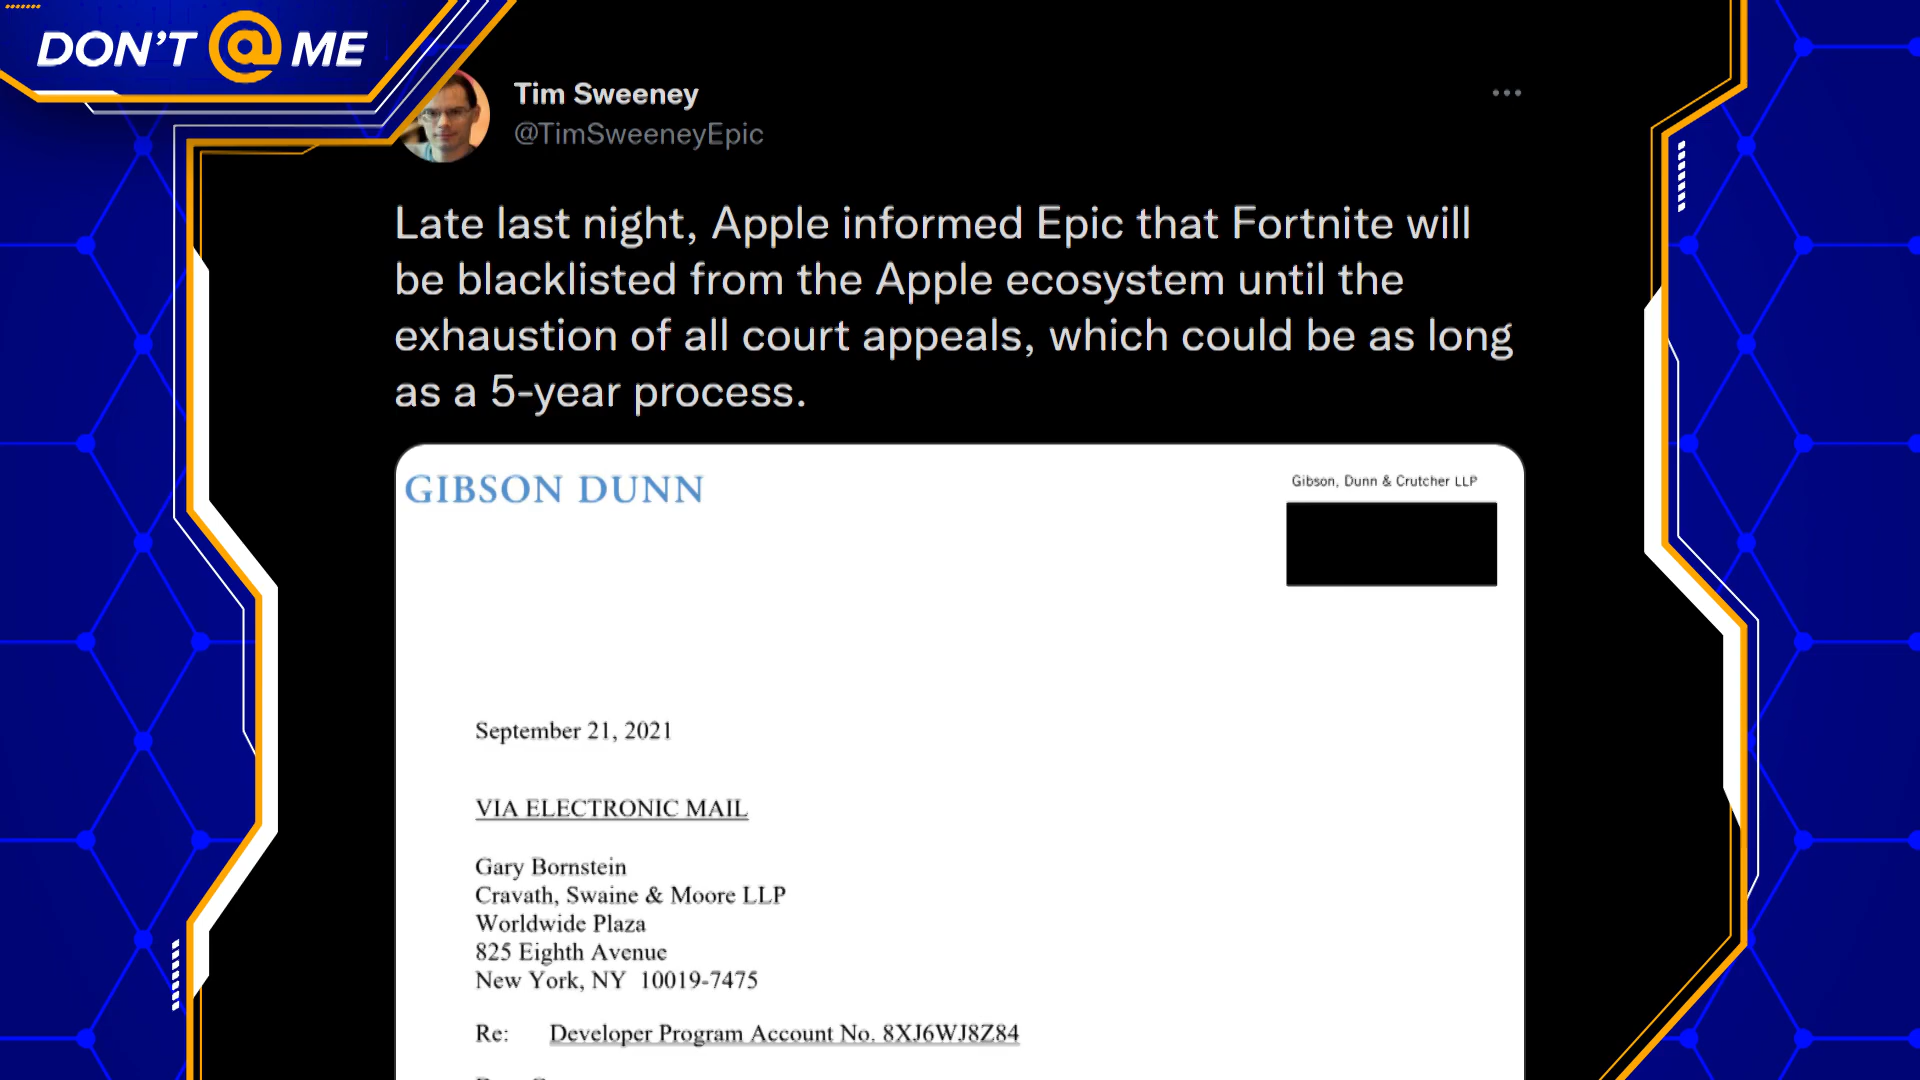 DON'T @ ME
Tim Sweeney
@TimSweeneyEpic
Late last night, Apple informed Epic that Fortnite will
be blacklisted from the Apple ecosystem until the
exhaustion of all court appeals, which could be as long
as a 5-year process.
GIBSON DUNN
Gibson, Dunn & Crutcher LLP
September 21, 2021
VIA ELECTRONIC MAIL
Gary Bornstein
Cravath, Swaine & Moore LLP
Worldwide Plaza
825 Eighth Avenue
New York, NY 10019-7475
Re: Developer Program Account No. 8XJ6WJ8Z84